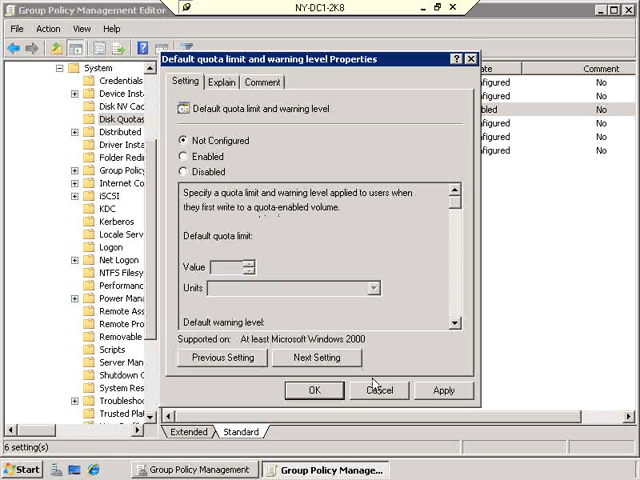 Group Policy Management Editor
NY-DC1-2K8
File Action View Help
System
Credentials
Device Inst
Disk NV Cac
Disk Quotas
Distributed
Driver Insta
Folder Redir
Group Policy
Internet Co
iSCSI
KDC
Kerberos
Locale Serv
Logon
Net Logon
NTFS Filesy
Performanc
Power Mana
Remote Ass
Remote Pro
Removable
Scripts
Server Man
Shutdown O
System Res
Troublesho
Trusted Pla
Default quota limit and warning level Properties
Setting Explain Comment
Default quota limit and warning level
Not Configured
Enabled
Disabled
Specify a quota limit and warning level applied to users when
they first write to a quota-enabled volume.
Default quota limit:
Value
Units
Default warning level:
Supported on: At least Microsoft Windows 2000
Previous Setting Next Setting
OK Cancel Apply
ate Comment
figured No
figured No
bled No
figured No
figured No
figured No
Extended Standard
6 setting(s)
Start Group Policy Management Group Policy Manage...